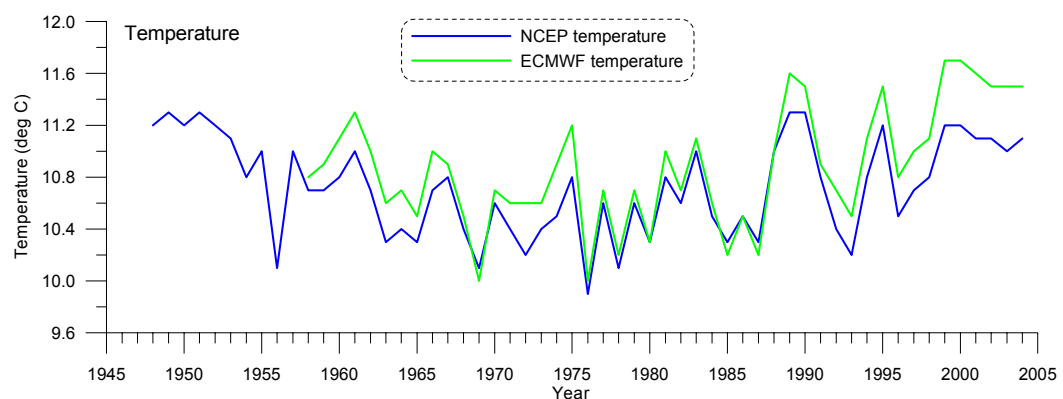 Temperature
NCEP temperature
ECMWF temperature
Temperature (deg C)
12.0
11.6
11.2
10.8
10.4
10.0
9.6
1945 1950 1955 1960 1965 1970 1975 1980 1985 1990 1995 2000 2005
Year